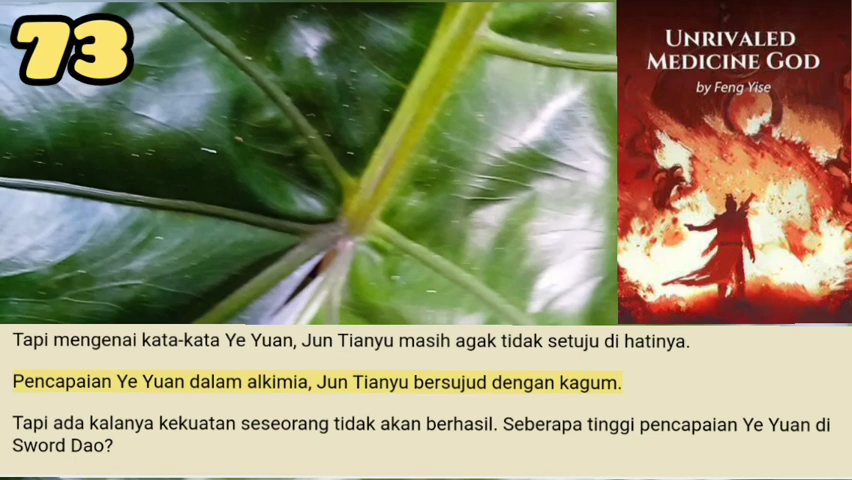 73
UNRIVALED
MEDICINE GOD
by Feng Yise
Tapi mengenai kata-kata Ye Yuan, Jun Tianyu masih agak tidak setuju di hatinya.
Pencapaian Ye Yuan dalam alkimia, Jun Tianyu bersujud dengan kagum.
Tapi ada kalanya kekuatan seseorang tidak akan berhasil. Seberapa tinggi pencapaian Ye Yuan di
Sword Dao?